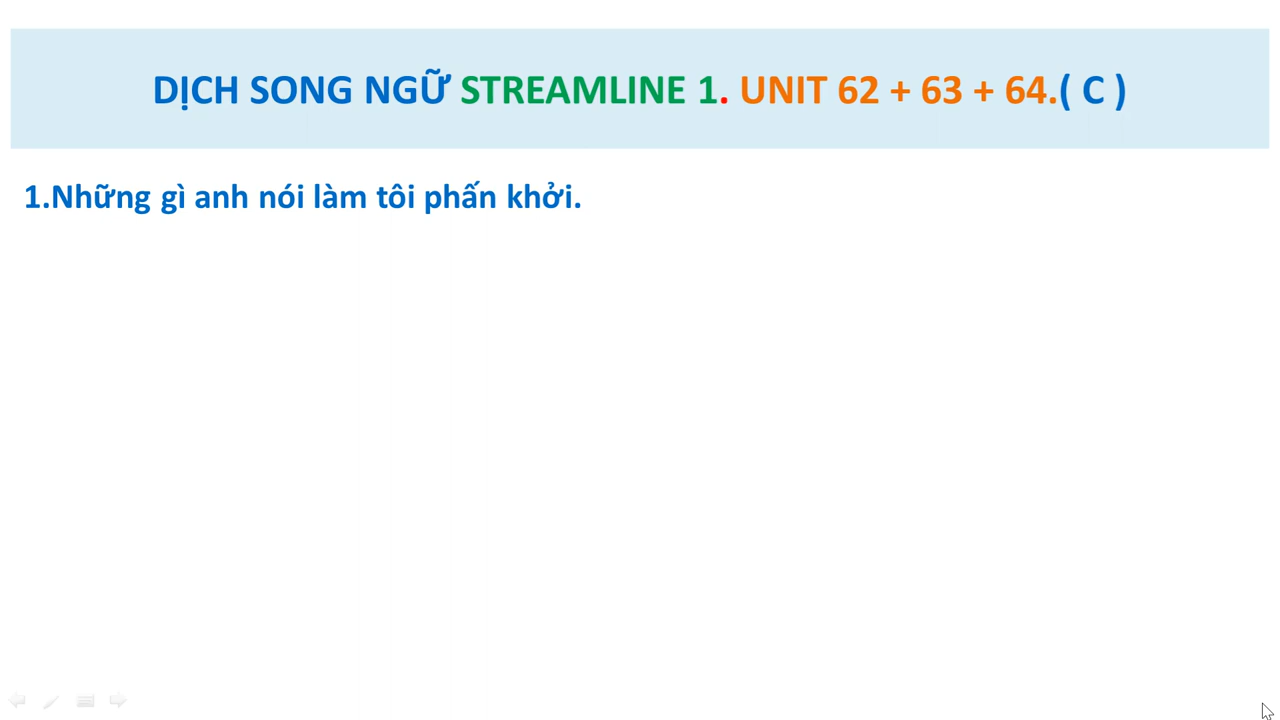 DỊCH SONG NGỮ STREAMLINE 1. UNIT 62 + 63 + 64.( C )
1.Những gì anh nói làm tôi phấn khởi.